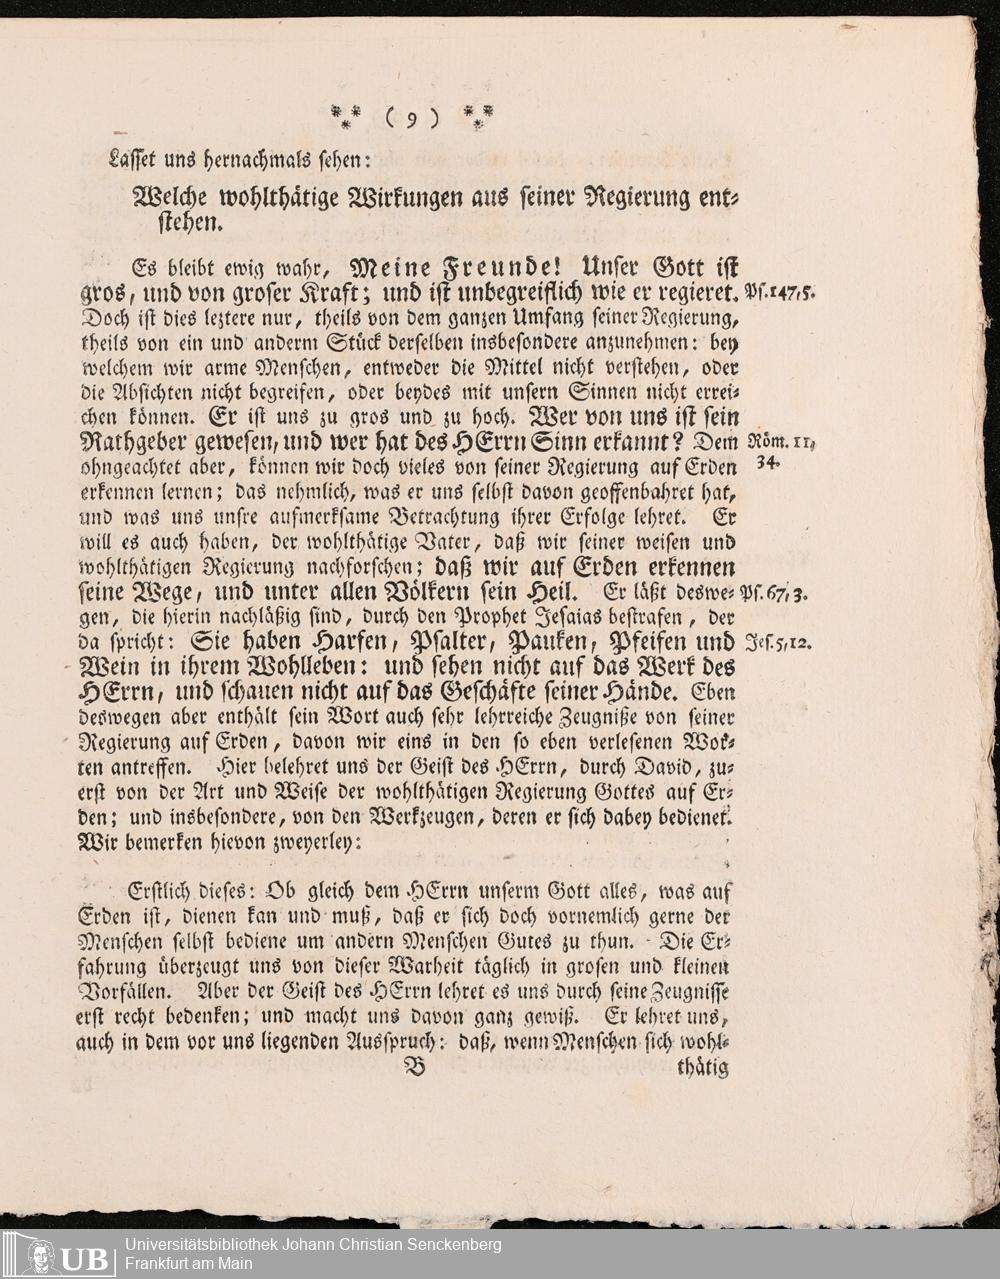 ( 9 )
Lasset uns hernachmals sehen:
Welche wohlthätige Wirkungen aus seiner Regierung ent-
stehen.
Es bleibt ewig wahr, Meine Freunde! Unser Gott ist
gros, und von groser Kraft; und ist unbegreiflich wie er regieret. Ps. 147, 5.
Doch ist dies leztere nur, theils von dem ganzen Umfang seiner Regierung,
theils von ein und anderm Stück derselben insbesondere anzunehmen: bey
welchem wir arme Menschen, entweder die Mittel nicht verstehen, oder
die Absichten nicht begreifen, oder beydes mit unsern Sinnen nicht errei-
chen können. Er ist uns zu gros und zu hoch. Wer von uns ist sein
Rathgeber gewesen, und wer hat des HErrn Sinn erkannt? Dem Röm. 11,
ohngeachtet aber, können wir doch vieles von seiner Regierung auf Erden 34.
erkennen lernen; das nehmlich, was er uns selbst davon geoffenbahret hat,
und was uns unsre aufmerksame Betrachtung ihrer Erfolge lehret. Er
will es auch haben, der wohlthätige Vater, daß wir seiner weisen und
wohlthätigen Regierung nachforschen; daß wir auf Erden erkennen
seine Wege, und unter allen Völkern sein Heil. Er läßt deswe- Ps. 67, 3.
gen, die hierin nachläßig sind, durch den Prophet Jesaias bestrafen, der
da spricht: Sie haben Harfen, Psalter, Pauken, Pfeifen und Jes. 5, 12.
Wein in ihrem Wohlleben: und sehen nicht auf das Werk des
HErrn, und schauen nicht auf das Geschäfte seiner Hände. Eben
deswegen aber enthält sein Wort auch sehr lehrreiche Zeugniße von seiner
Regierung auf Erden, davon wir eins in den so eben verlesenen Wor-
ten antreffen. Hier belehret uns der Geist des HErrn, durch David, zu-
erst von der Art und Weise der wohlthätigen Regierung Gottes auf Er-
den; und insbesondere, von den Werkzeugen, deren er sich dabey bedienet.
Wir bemerken hievon zweyerley:
Erstlich dieses: Ob gleich dem HErrn unserm Gott alles, was auf
Erden ist, dienen kan und muß, daß er sich doch vornemlich gerne der
Menschen selbst bediene um andern Menschen Gutes zu thun. Die Er-
fahrung überzeugt uns von dieser Warheit täglich in grosen und kleinen
Vorfällen. Aber der Geist des HErrn lehret es uns durch seine Zeugnisse
erst recht bedenken; und macht uns davon ganz gewiß. Er lehret uns,
auch in dem vor uns liegenden Ausspruch: daß, wenn Menschen sich wohl-
B thätig
UB Universitätsbibliothek Johann Christian Senckenberg
Frankfurt am Main